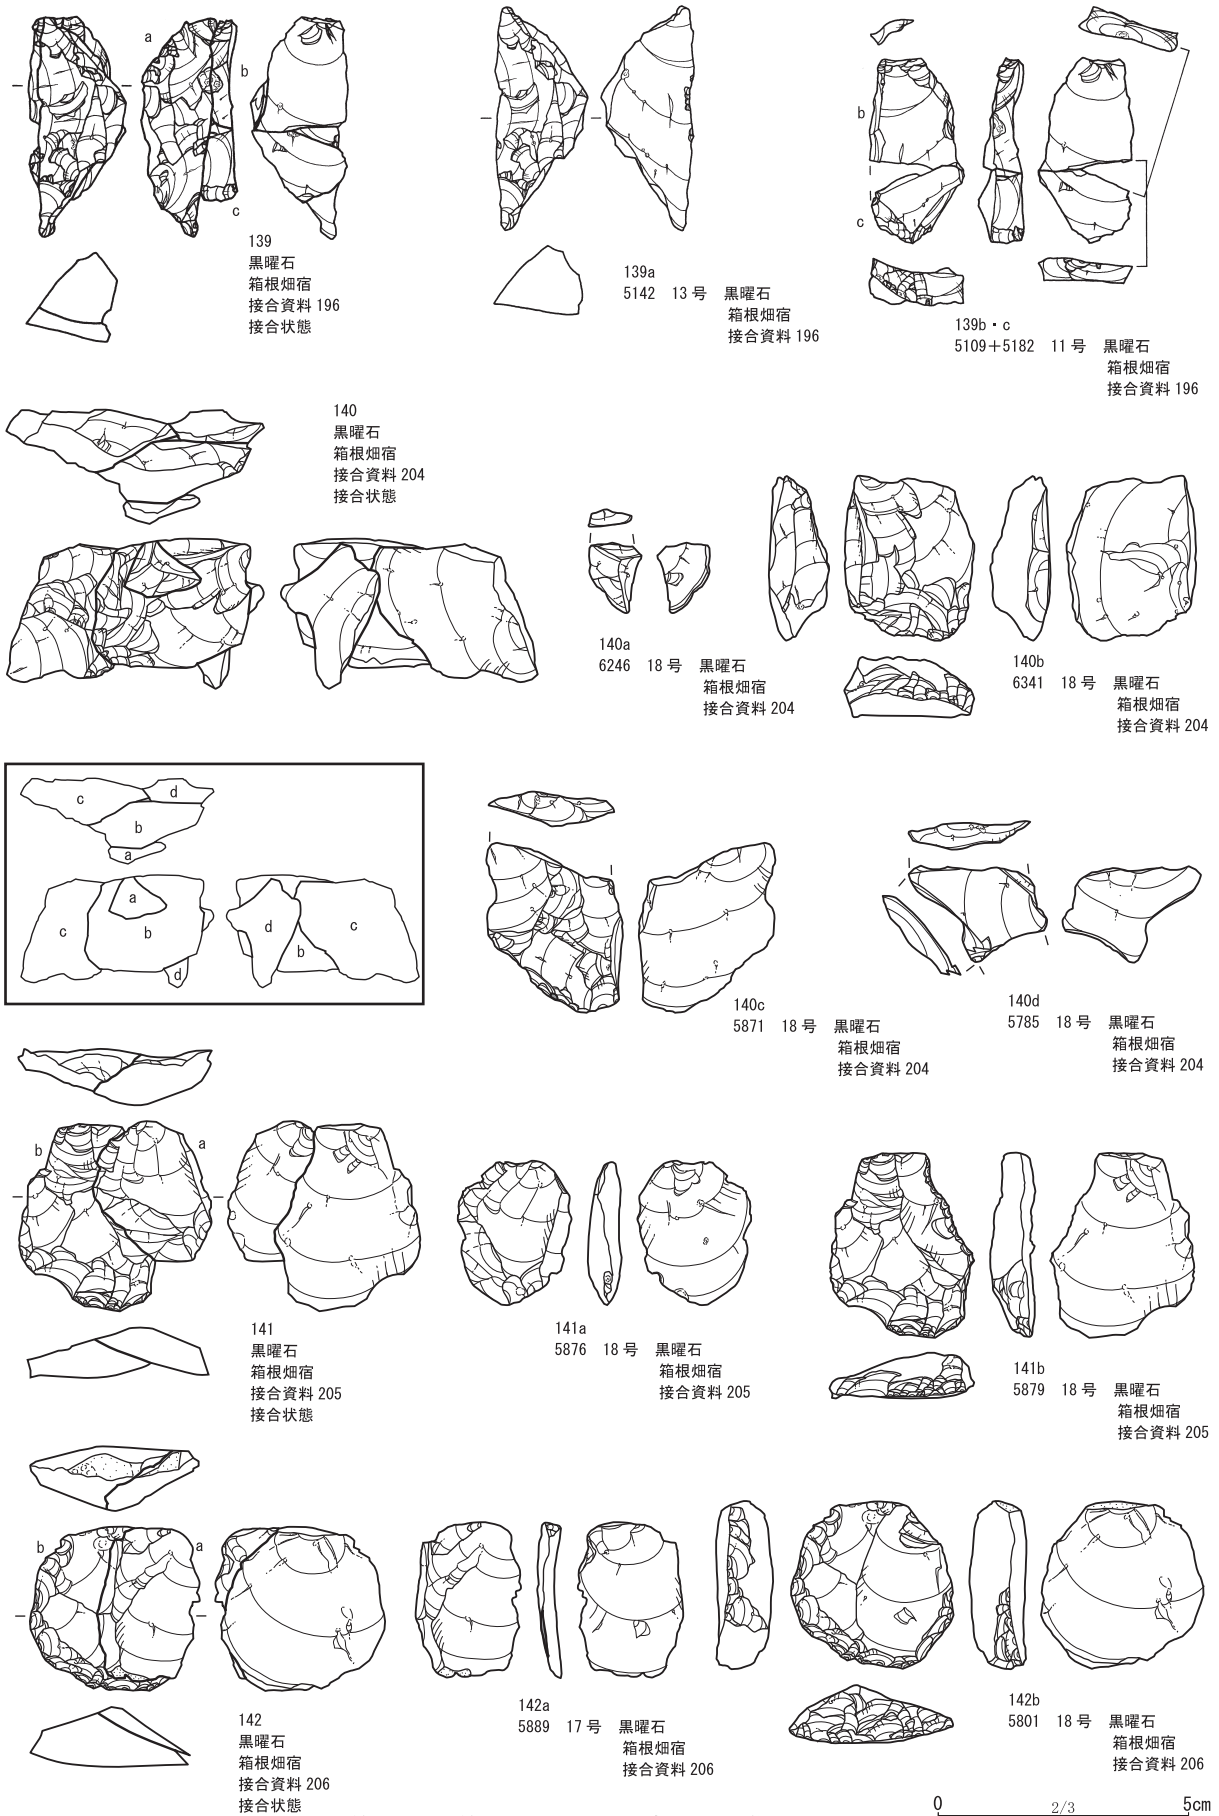 a
b
c
139
黒曜石
箱根畑宿
接合資料 196
接合状態
139a
5142 13 号 黒曜石
箱根畑宿
接合資料 196
b
c
139b・c
5109＋5182 11 号 黒曜石
箱根畑宿
接合資料 196
140
黒曜石
箱根畑宿
接合資料 204
接合状態
140a
6246 18 号 黒曜石
箱根畑宿
接合資料 204
140b
6341 18 号 黒曜石
箱根畑宿
接合資料 204
c d
b
a
a
c b
d
d c
b
140c
5871 18 号 黒曜石
箱根畑宿
接合資料 204
140d
5785 18 号 黒曜石
箱根畑宿
接合資料 204
b a
141
黒曜石
箱根畑宿
接合資料 205
接合状態
141a
5876 18 号 黒曜石
箱根畑宿
接合資料 205
141b
5879 18 号 黒曜石
箱根畑宿
接合資料 205
b a
142
黒曜石
箱根畑宿
接合資料 206
接合状態
142a
5889 17 号 黒曜石
箱根畑宿
接合資料 206
142b
5801 18 号 黒曜石
箱根畑宿
接合資料 206
0 2/3 5cm